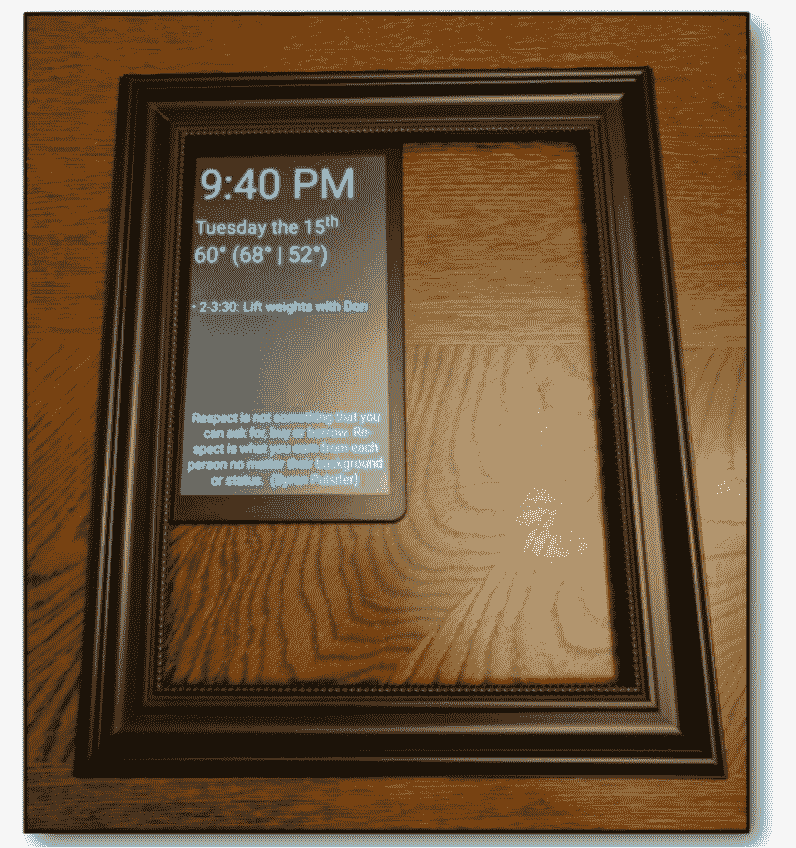 9:40 PM
Tuesday the 15th
60° (68° | 52°)
• 2-3:30: Lift weights with Dan
Respect is not something that you
can ask for, buy or borrow. Re-
spect is what you earn from each
person no matter their background
or status.